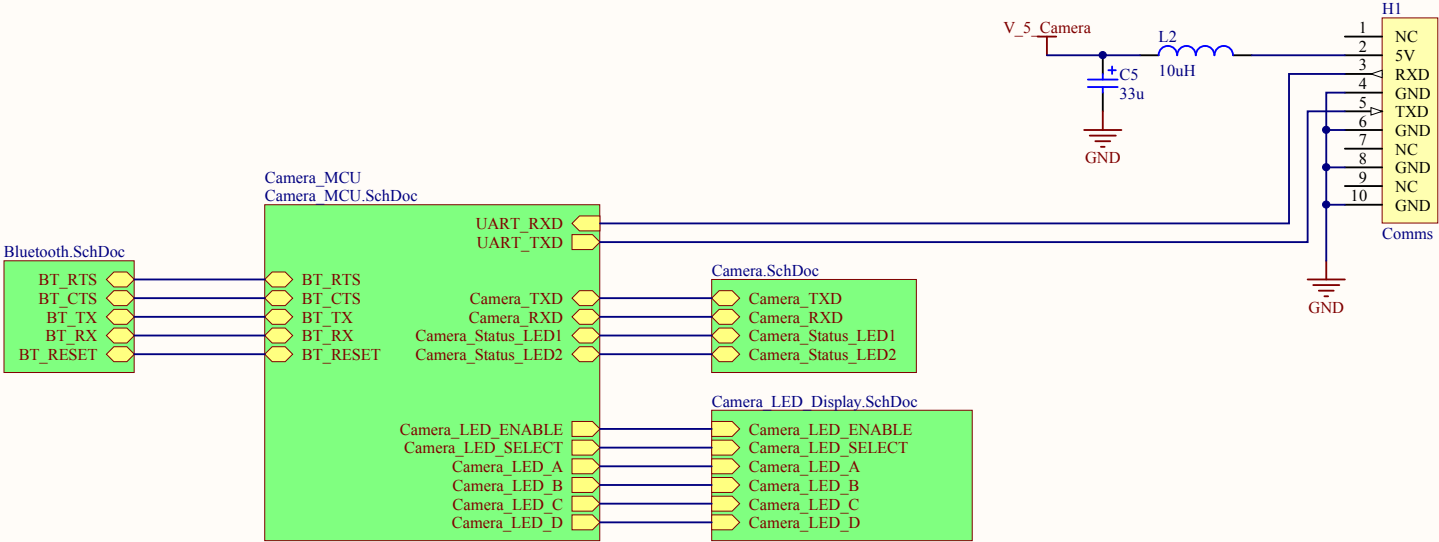 H1
V_5_Camera
L2
10uH
+
C5
33u
GND
1 NC
2 5V
3 RXD
4 GND
5 TXD
6 GND
7 NC
8 GND
9 NC
10 GND
Comms
GND
Camera_MCU
Camera_MCU.SchDoc
UART_RXD
UART_TXD
Bluetooth.SchDoc
BT_RTS
BT_CTS
BT_TX
BT_RX
BT_RESET
BT_RTS
BT_CTS
BT_TX
BT_RX
BT_RESET
Camera_TXD
Camera_RXD
Camera_Status_LED1
Camera_Status_LED2
Camera.SchDoc
Camera_TXD
Camera_RXD
Camera_Status_LED1
Camera_Status_LED2
Camera_LED_ENABLE
Camera_LED_SELECT
Camera_LED_A
Camera_LED_B
Camera_LED_C
Camera_LED_D
Camera_LED_Display.SchDoc
Camera_LED_ENABLE
Camera_LED_SELECT
Camera_LED_A
Camera_LED_B
Camera_LED_C
Camera_LED_D